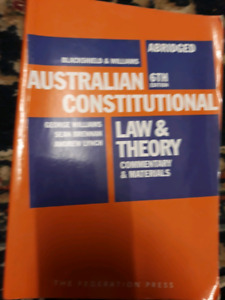 ABRIDGED
BLACKSHIELD & WILLIAMS
AUSTRALIAN 6TH EDITION
CONSTITUTIONAL
GEORGE WILLIAMS
SEAN BRENNAN
ANDREW LYNCH
LAW &
THEORY
COMMENTARY
& MATERIALS
THE FEDERATION PRESS